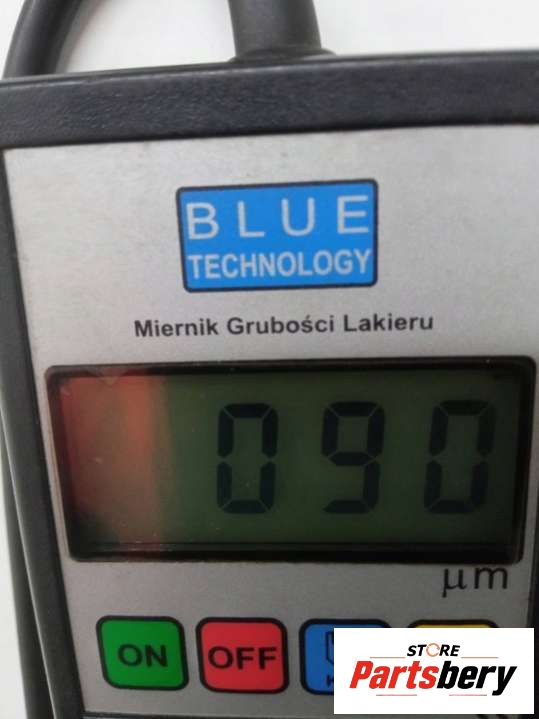 BLUE
TECHNOLOGY
Miernik Grubości Lakieru
090
µm
ON
OFF
STORE
Partsbery